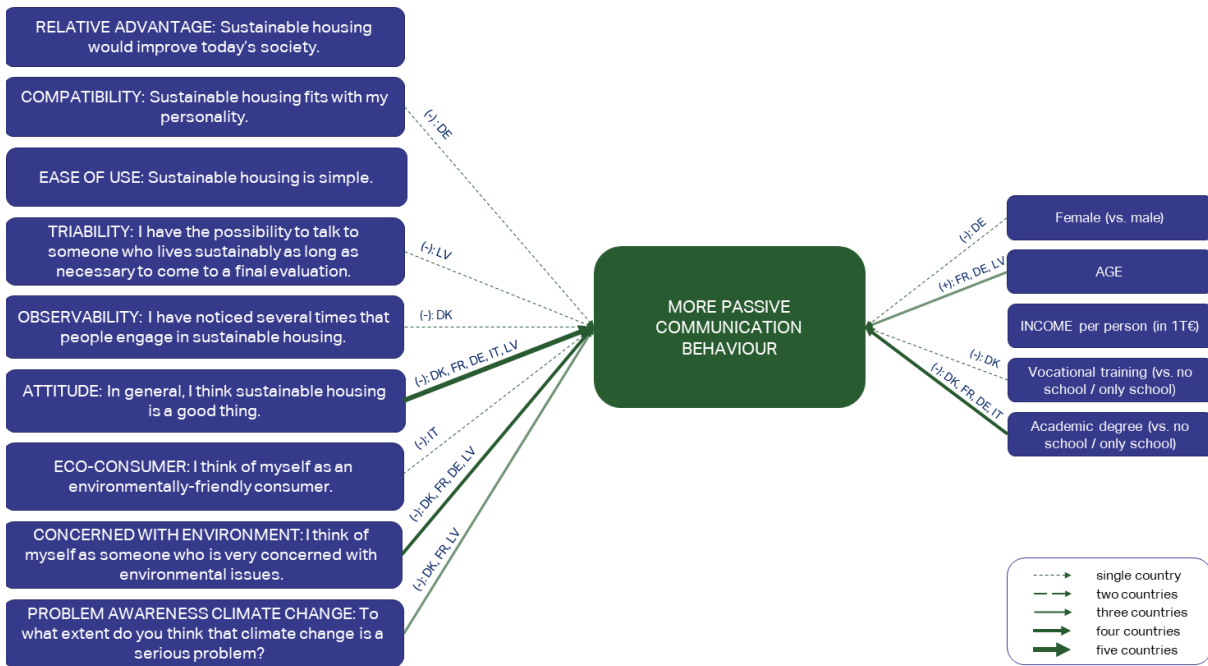 RELATIVE ADVANTAGE: Sustainable housing
would improve today's society.
COMPATIBILITY: Sustainable housing fits with my
personality.
EASE OF USE: Sustainable housing is simple.
TRIABILITY: I have the possibility to talk to
someone who lives sustainably as long as
necessary to come to a final evaluation.
OBSERVABILITY: I have noticed several times that
people engage in sustainable housing.
ATTITUDE: In general, I think sustainable housing
is a good thing.
ECO-CONSUMER: I think of myself as an
environmentally-friendly consumer.
CONCERNED WITH ENVIRONMENT: I think of
myself as someone who is very concerned with
environmental issues.
PROBLEM AWARENESS CLIMATE CHANGE: To
what extent do you think that climate change is a
serious problem?
(-): DE
(-): LV
(-): DK
(-): DK, FR, DE, IT, LV
(-): IT
(-): DK, FR, DE, LV
(-): DK, FR, LV
MORE PASSIVE
COMMUNICATION
BEHAVIOUR
(-): DE
(+): FR, DE, LV
(-): DK
(-): DK, FR, DE, IT
Female (vs. male)
AGE
INCOME per person (in 1T€)
Vocational training (vs. no
school / only school)
Academic degree (vs. no
school / only school)
single country
two countries
three countries
four countries
five countries